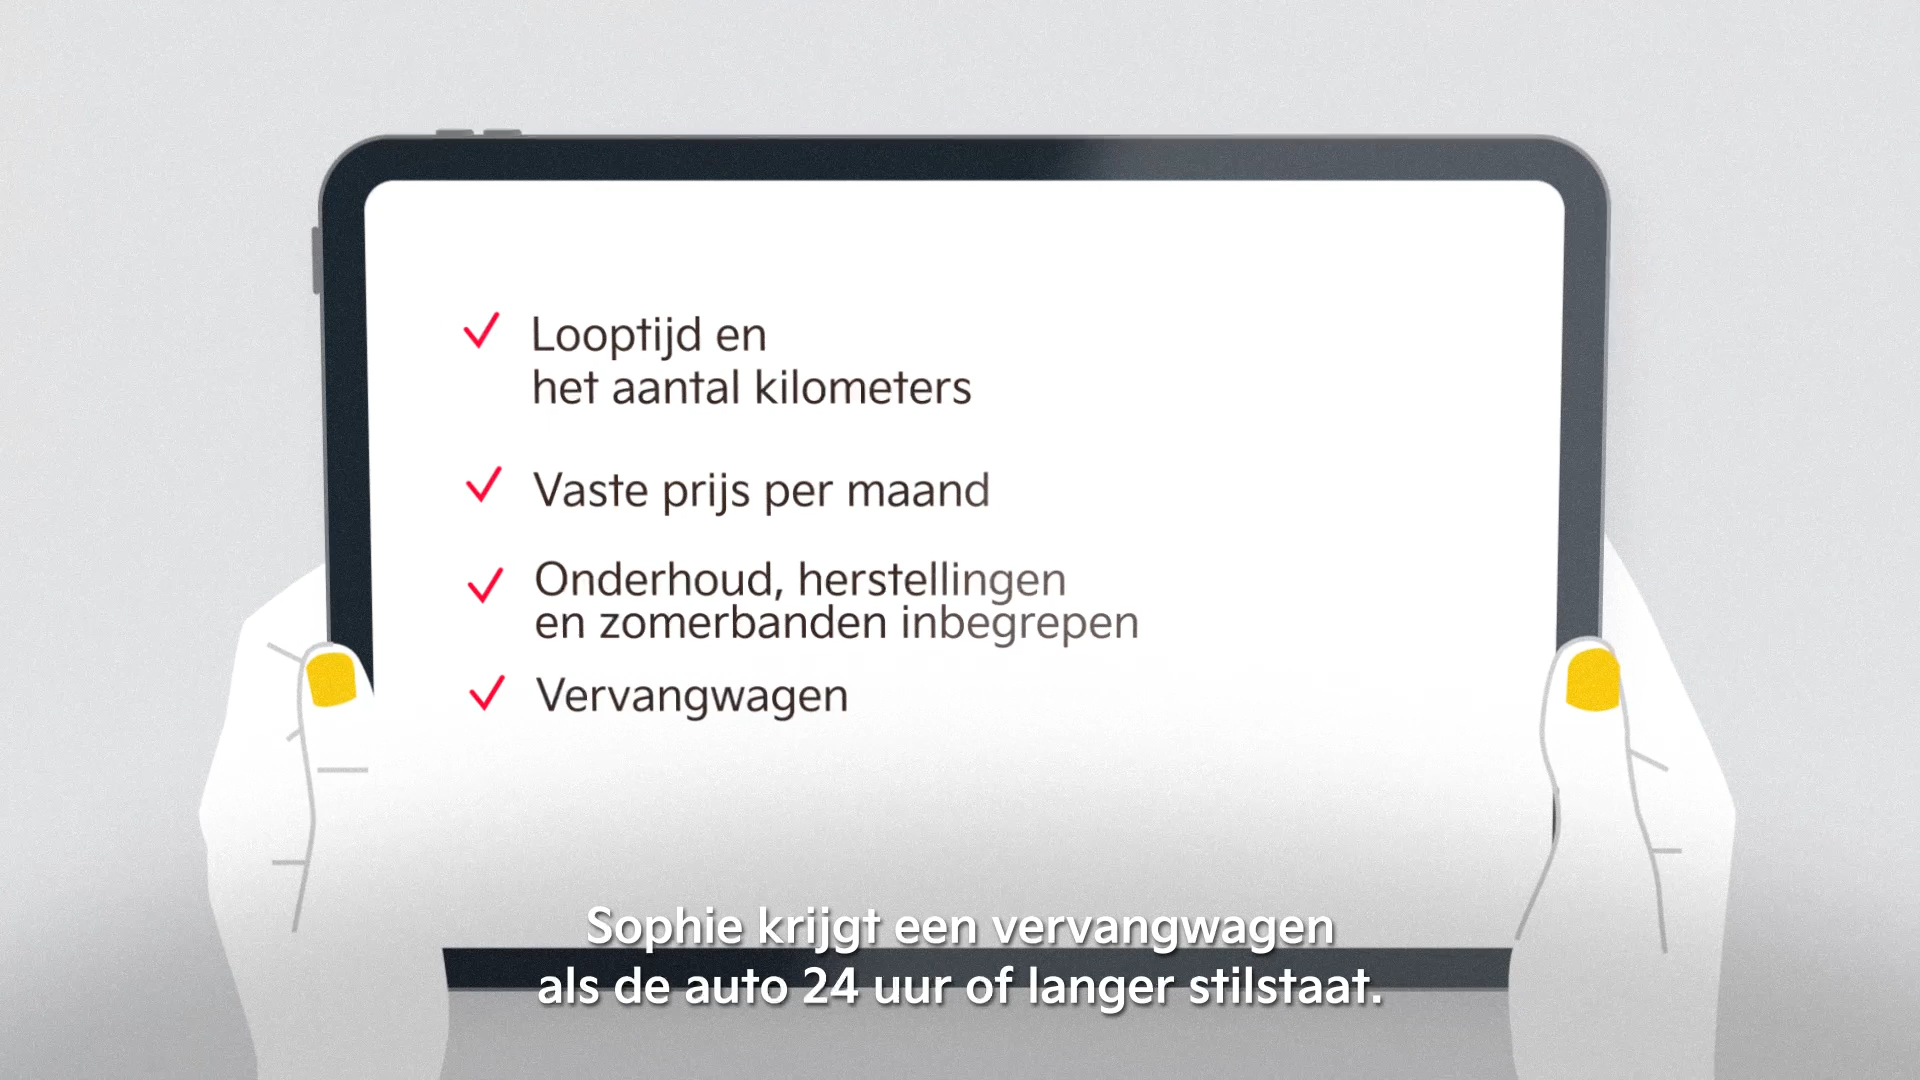 Looptijd en
het aantal kilometers
Vaste prijs per maand
Onderhoud, herstellingen
en zomerbanden inbegrepen
Vervangwagen
Sophie krijgt een vervangwagen
als de auto 24 uur of langer stilstaat.